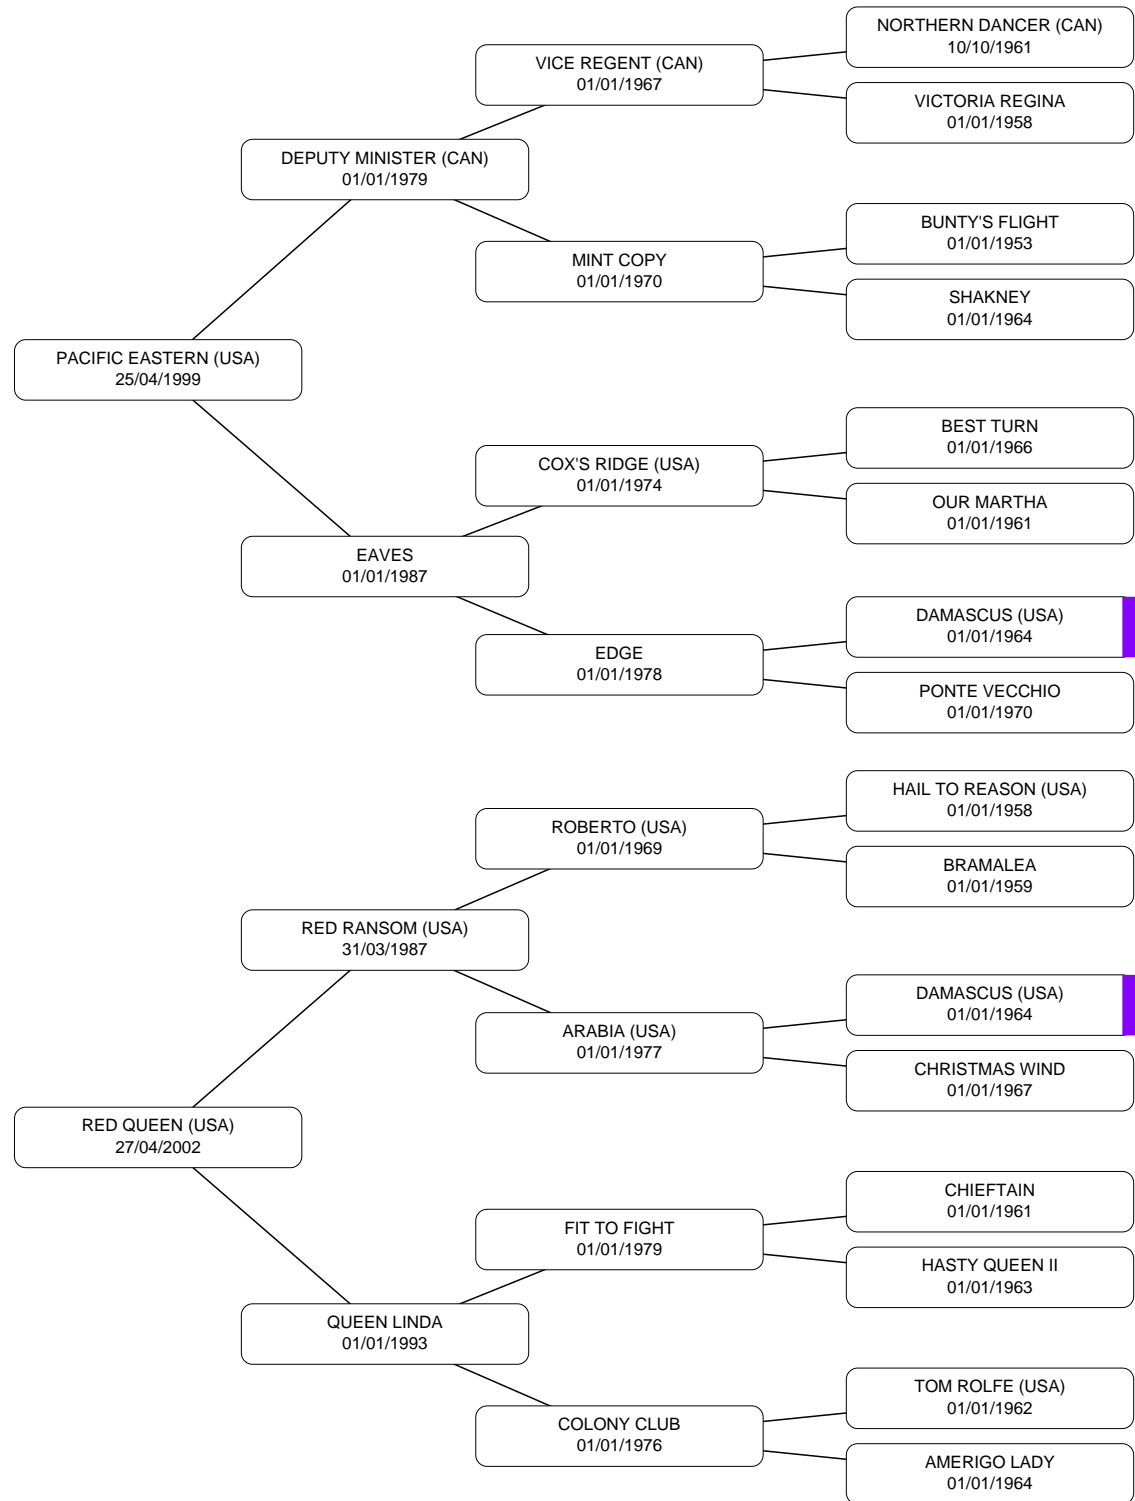 NORTHERN DANCER (CAN)
10/10/1961
VICE REGENT (CAN)
01/01/1967
VICTORIA REGINA
01/01/1958
DEPUTY MINISTER (CAN)
01/01/1979
BUNTY'S FLIGHT
01/01/1953
MINT COPY
01/01/1970
SHAKNEY
01/01/1964
PACIFIC EASTERN (USA)
25/04/1999
BEST TURN
01/01/1966
COX'S RIDGE (USA)
01/01/1974
OUR MARTHA
01/01/1961
EAVES
01/01/1987
DAMASCUS (USA)
01/01/1964
EDGE
01/01/1978
PONTE VECCHIO
01/01/1970
HAIL TO REASON (USA)
01/01/1958
ROBERTO (USA)
01/01/1969
BRAMALEA
01/01/1959
RED RANSOM (USA)
31/03/1987
DAMASCUS (USA)
01/01/1964
ARABIA (USA)
01/01/1977
CHRISTMAS WIND
01/01/1967
RED QUEEN (USA)
27/04/2002
CHIEFTAIN
01/01/1961
FIT TO FIGHT
01/01/1979
HASTY QUEEN II
01/01/1963
QUEEN LINDA
01/01/1993
TOM ROLFE (USA)
01/01/1962
COLONY CLUB
01/01/1976
AMERIGO LADY
01/01/1964